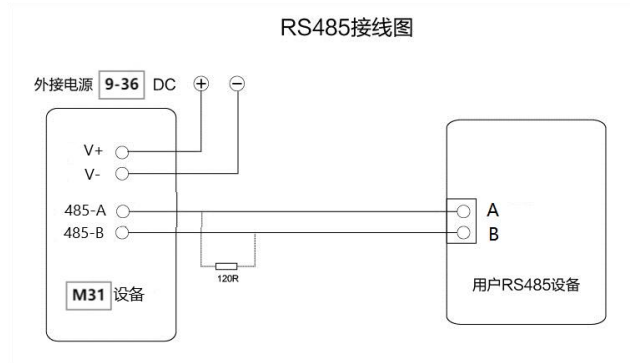 RS485接线图
外接电源 9-36 DC + −
V+
V-
485-A
485-B
A
B
120R
M31 设备
用户RS485设备